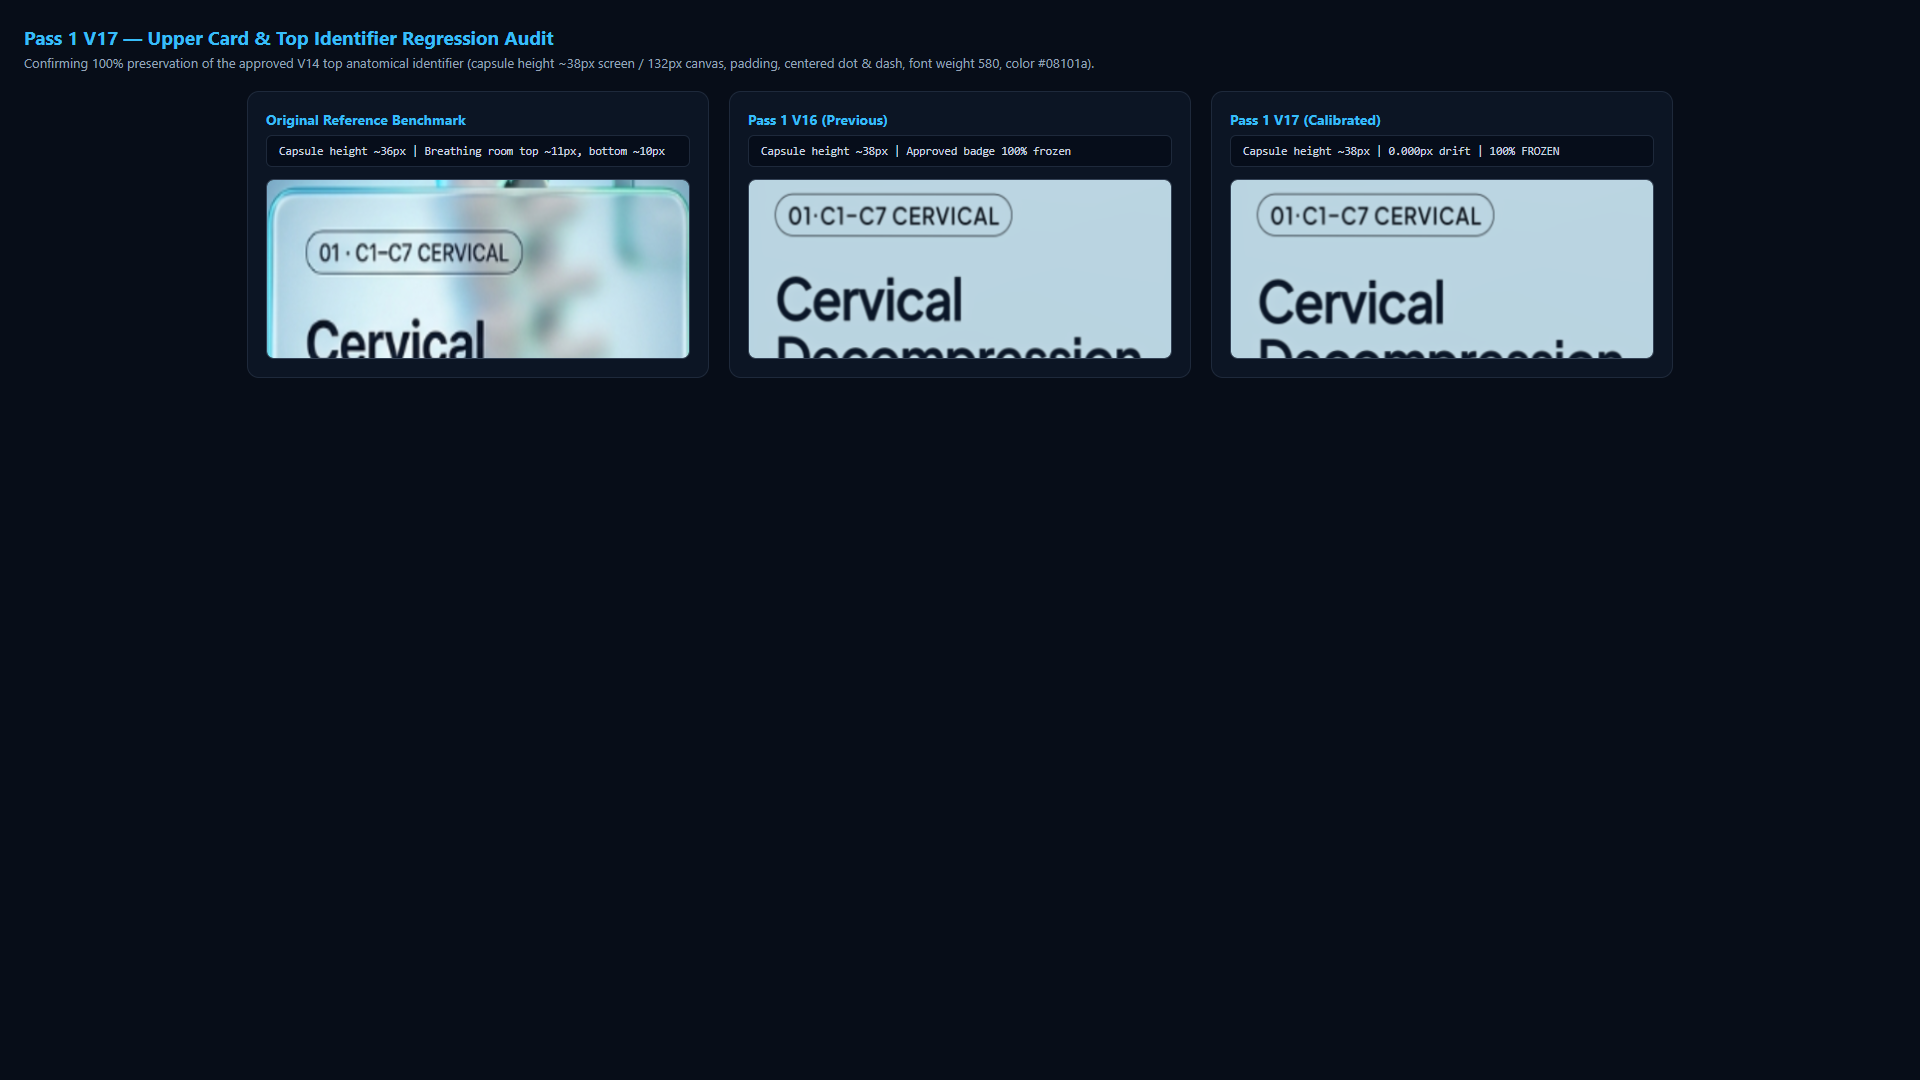 Pass 1 V17 — Upper Card & Top Identifier Regression Audit
Confirming 100% preservation of the approved V14 top anatomical identifier (capsule height ~38px screen / 132px canvas, padding, centered dot & dash, font weight 580, color #08101a).
Original Reference Benchmark
Capsule height ~36px | Breathing room top ~11px, bottom ~10px
01 · C1–C7 CERVICAL
Cervical
Pass 1 V16 (Previous)
Capsule height ~38px | Approved badge 100% frozen
01·C1–C7 CERVICAL
Cervical
Decompression
Pass 1 V17 (Calibrated)
Capsule height ~38px | 0.000px drift | 100% FROZEN
01·C1–C7 CERVICAL
Cervical
Decompression